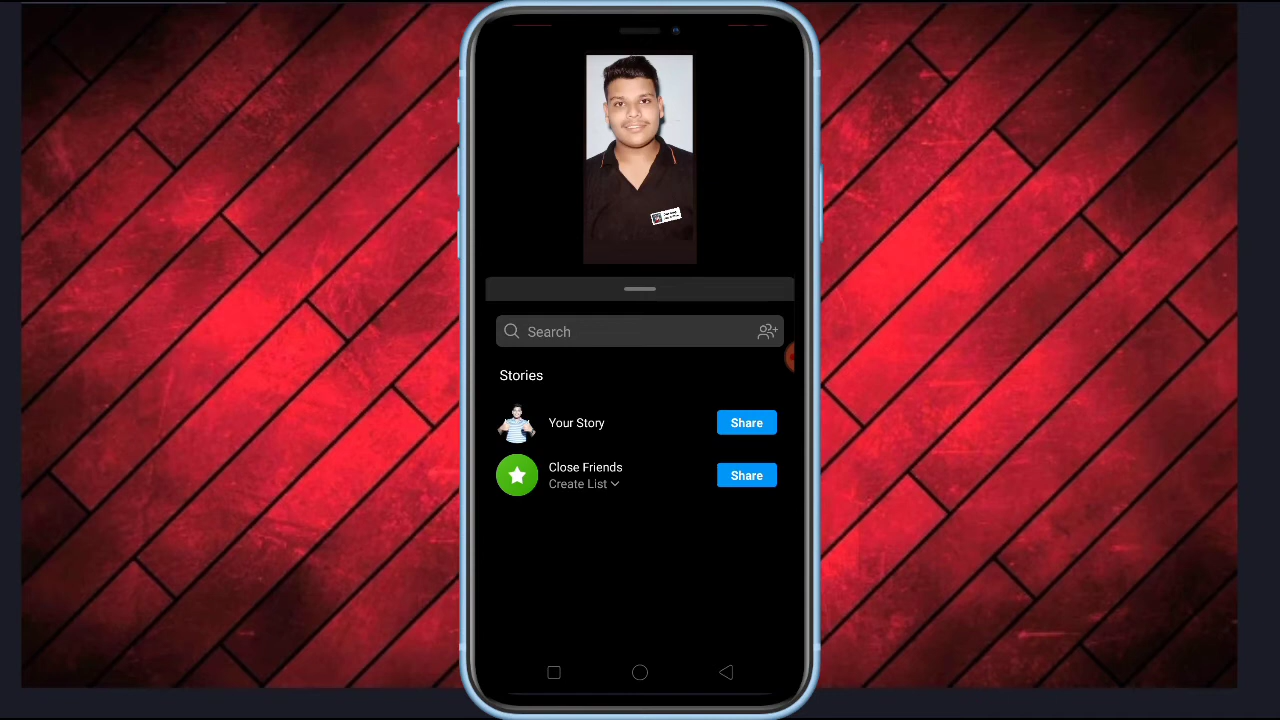 Search
Stories
Your Story
Share
Close Friends
Create List
Share